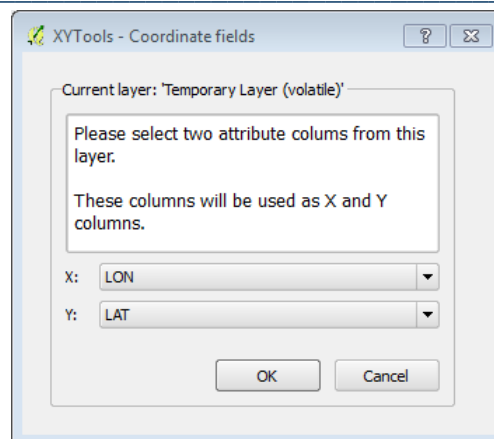 XYTools - Coordinate fields
Current layer: 'Temporary Layer (volatile)'
Please select two attribute colums from this
layer.
These columns will be used as X and Y
columns.
X: LON
Y: LAT
OK Cancel